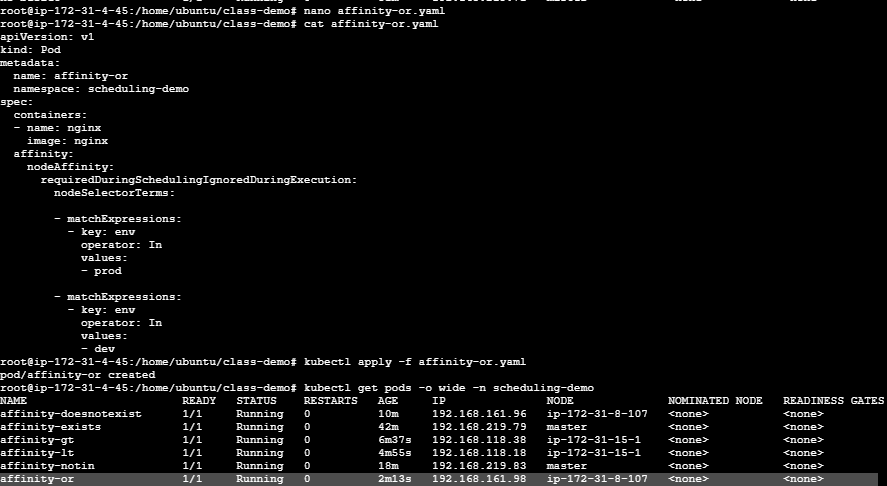 root@ip-172-31-4-45:/home/ubuntu/class-demo# nano affinity-or.yaml
root@ip-172-31-4-45:/home/ubuntu/class-demo# cat affinity-or.yaml
apiVersion: v1
kind: Pod
metadata:
  name: affinity-or
  namespace: scheduling-demo
spec:
  containers:
  - name: nginx
    image: nginx
  affinity:
    nodeAffinity:
      requiredDuringSchedulingIgnoredDuringExecution:
        nodeSelectorTerms:
        - matchExpressions:
          - key: env
            operator: In
            values:
            - prod
        - matchExpressions:
          - key: env
            operator: In
            values:
            - dev
root@ip-172-31-4-45:/home/ubuntu/class-demo# kubectl apply -f affinity-or.yaml
pod/affinity-or created
root@ip-172-31-4-45:/home/ubuntu/class-demo# kubectl get pods -o wide -n scheduling-demo
NAME READY STATUS RESTARTS AGE IP NODE NOMINATED NODE READINESS GATES
affinity-doesnotexist 1/1 Running 0 10m 192.168.161.96 ip-172-31-8-107 <none> <none>
affinity-exists 1/1 Running 0 42m 192.168.219.79 master <none> <none>
affinity-gt 1/1 Running 0 6m37s 192.168.118.38 ip-172-31-15-1 <none> <none>
affinity-lt 1/1 Running 0 4m55s 192.168.118.18 ip-172-31-15-1 <none> <none>
affinity-notin 1/1 Running 0 18m 192.168.219.83 master <none> <none>
affinity-or 1/1 Running 0 2m13s 192.168.161.98 ip-172-31-8-107 <none> <none>